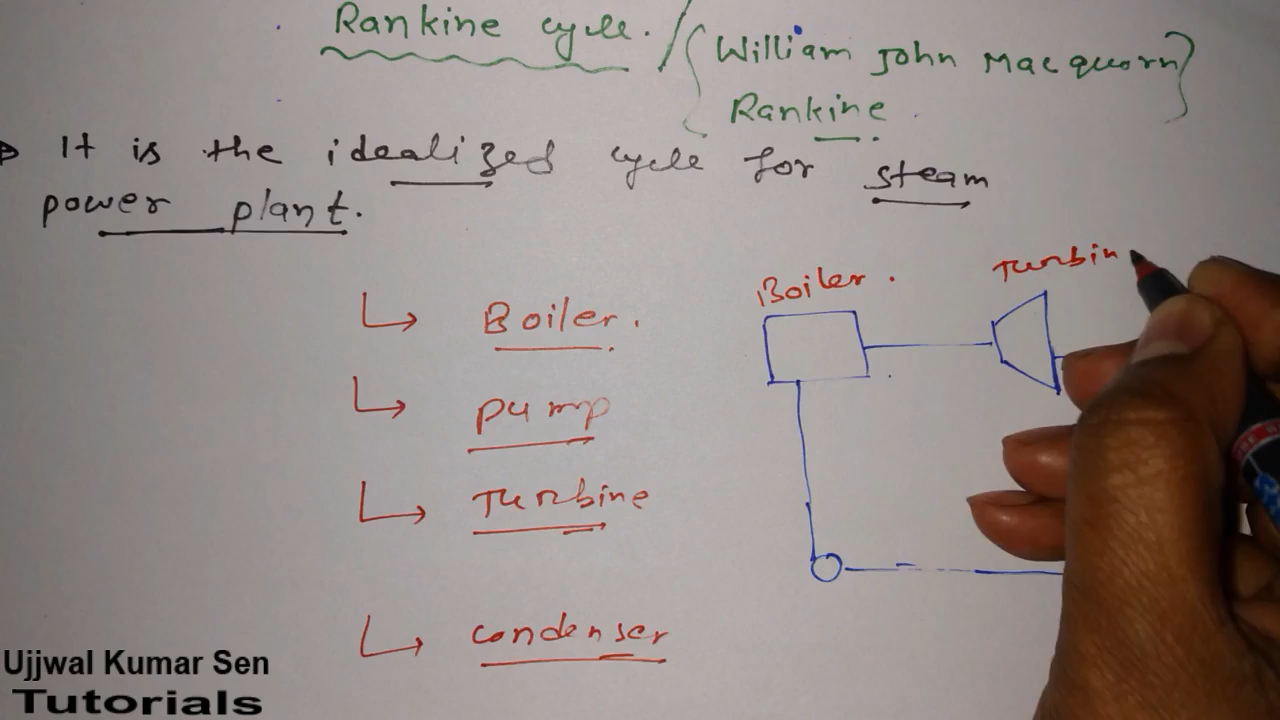 Rankine cycle. / {William John Macquorn
Rankine.}
It is the idealized cycle for steam
power plant.
Boiler.
Turbin
Boiler.
pump
Turbine
condenser
Ujjwal Kumar Sen
Tutorials